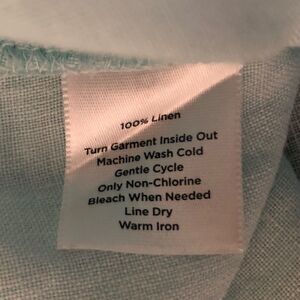 100% Linen
Turn Garment Inside Out
Machine Wash Cold
Gentle Cycle
Only Non-Chlorine
Bleach When Needed
Line Dry
Warm Iron